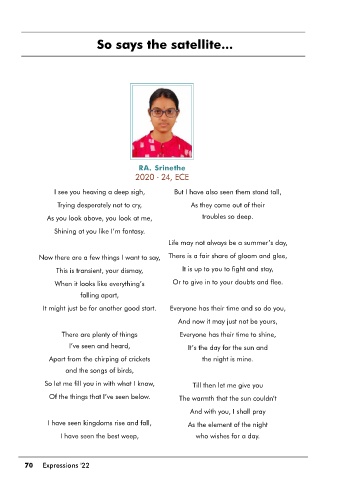 So says the satellite...
RA. Srinethe
2020 - 24, ECE
I see you heaving a deep sigh,
Trying desperately not to cry,
As you look above, you look at me,
Shining at you like I'm fantasy.
Now there are a few things I want to say,
This is transient, your dismay,
When it looks like everything's
falling apart,
It might just be for another good start.
There are plenty of things
I've seen and heard,
Apart from the chirping of crickets
and the songs of birds,
So let me fill you in with what I know,
Of the things that I've seen below.
I have seen kingdoms rise and fall,
I have seen the best weep,
But I have also seen them stand tall,
As they come out of their
troubles so deep.
Life may not always be a summer's day,
There is a fair share of gloom and glee,
It is up to you to fight and stay,
Or to give in to your doubts and flee.
Everyone has their time and so do you,
And now it may just not be yours,
Everyone has their time to shine,
It's the day for the sun and
the night is mine.
Till then let me give you
The warmth that the sun couldn't
And with you, I shall pray
As the element of the night
who wishes for a day.
70 Expressions '22